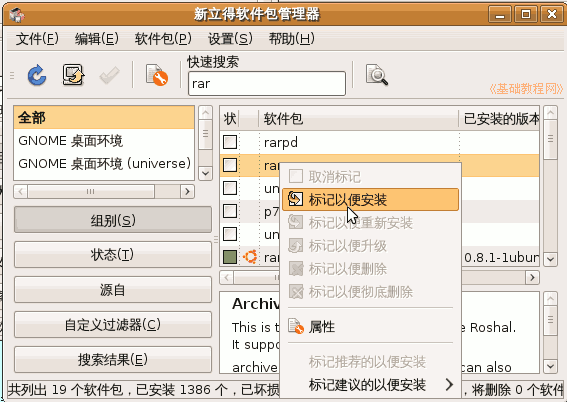 新立得软件包管理器
文件(F) 编辑(E) 软件包(P) 设置(S) 帮助(H)
快速搜索
rar
《基础教程网》
全部
GNOME 桌面环境
GNOME 桌面环境 (universe)
组别(S)
状态(T)
源自
自定义过滤器(C)
搜索结果(E)
状 软件包 已安装的版本
rarpd
rar
un
p7
un
rar 0.8.1-1ubun
取消标记
标记以便安装
标记以便重新安装
标记以便升级
标记以便删除
标记以便彻底删除
属性
标记推荐的以便安装
标记建议的以便安装
Archive
This is t e Roshal.
It suppo
archive can also
共列出 19 个软件包，已安装 1386 个，已破损 ，将删除 0 个软件